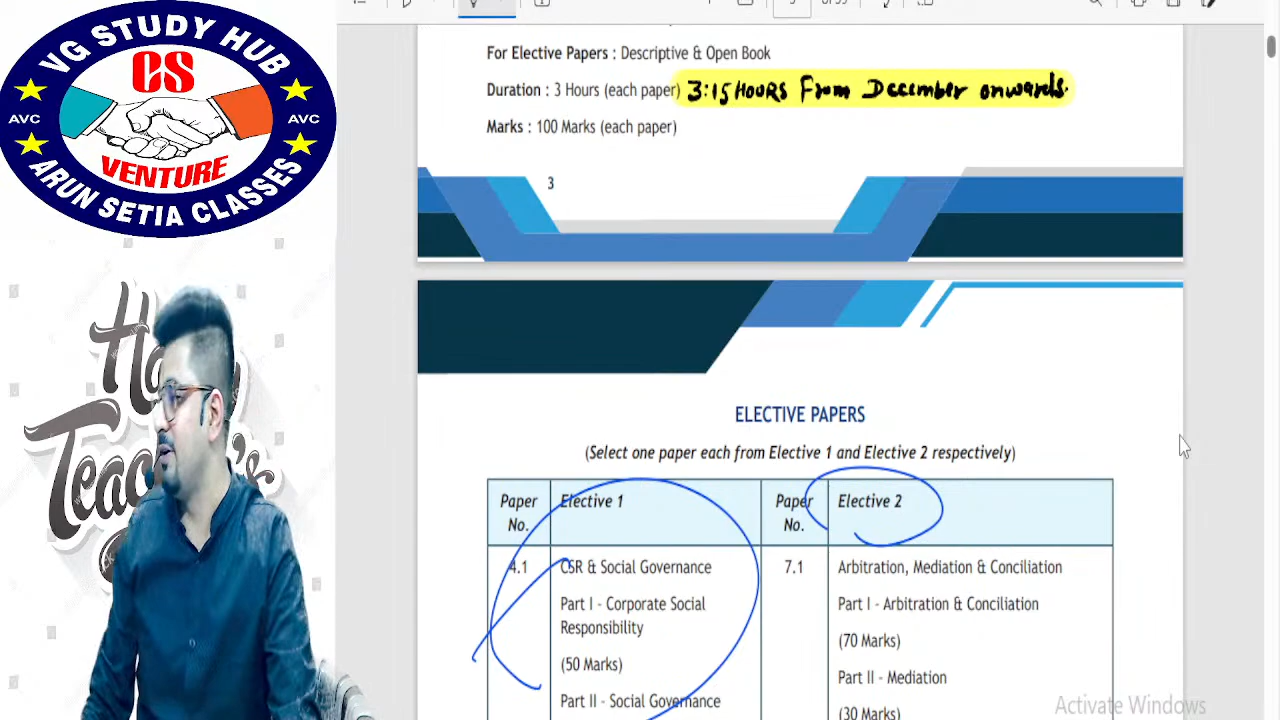 VG STUDY HUB
CS
AVC
AVC
VENTURE
ARUN SETIA CLASSES
For Elective Papers : Descriptive & Open Book
Duration : 3 Hours (each paper) 3:15 HOURS From December onwards.
Marks : 100 Marks (each paper)
3
ELECTIVE PAPERS
(Select one paper each from Elective 1 and Elective 2 respectively)
Paper No.
Elective 1
Paper No.
Elective 2
4.1
CSR & Social Governance
Part I - Corporate Social
Responsibility
(50 Marks)
Part II - Social Governance
7.1
Arbitration, Mediation & Conciliation
Part I - Arbitration & Conciliation
(70 Marks)
Part II - Mediation
(30 Marks)
Activate Windows